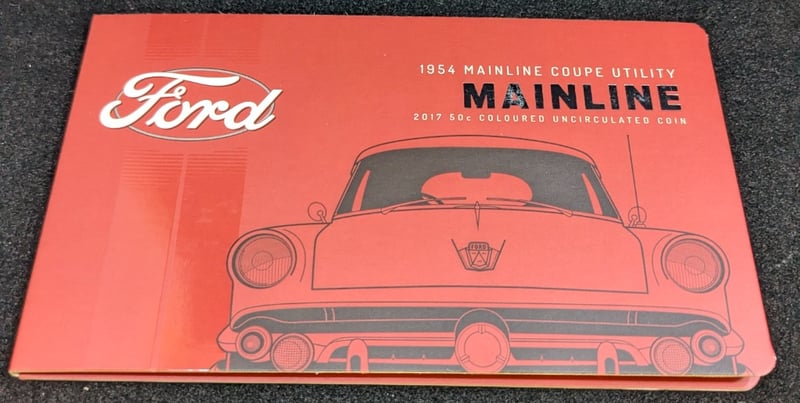 Ford
1954 MAINLINE COUPE UTILITY
MAINLINE
2017 50c COLOURED UNCIRCULATED COIN
FORD